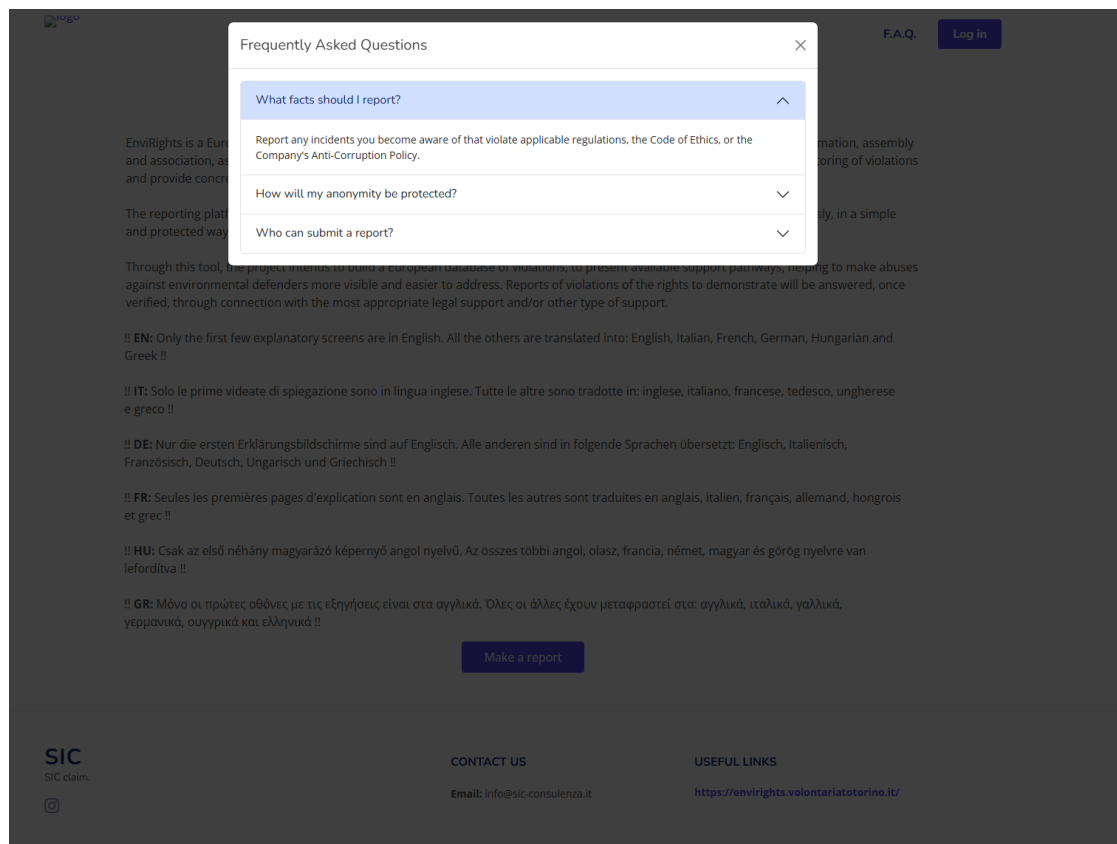 logo
F.A.Q.
Log in
Frequently Asked Questions
What facts should I report?
Report any incidents you become aware of that violate applicable regulations, the Code of Ethics, or the
Company's Anti-Corruption Policy.
How will my anonymity be protected?
Who can submit a report?
EnviRights is a Euro
mation, assembly
and association, as
oring of violations
and provide concre
The reporting platf
sly, in a simple
and protected way
Through this tool, the project intends to build a European database of violations, to present available support pathways, helping to make abuses
against environmental defenders more visible and easier to address. Reports of violations of the rights to demonstrate will be answered, once
verified, through connection with the most appropriate legal support and/or other type of support.
!! EN: Only the first few explanatory screens are in English. All the others are translated into: English, Italian, French, German, Hungarian and
Greek !!
!! IT: Solo le prime videate di spiegazione sono in lingua inglese. Tutte le altre sono tradotte in: inglese, italiano, francese, tedesco, ungherese
e greco !!
!! DE: Nur die ersten Erklärungsbildschirme sind auf Englisch. Alle anderen sind in folgende Sprachen übersetzt: Englisch, Italienisch,
Französisch, Deutsch, Ungarisch und Griechisch !!
!! FR: Seules les premières pages d'explication sont en anglais. Toutes les autres sont traduites en anglais, italien, français, allemand, hongrois
et grec !!
!! HU: Csak az első néhány magyarázó képernyő angol nyelvű. Az összes többi angol, olasz, francia, német, magyar és görög nyelvre van
lefordítva !!
!! GR: Μόνο οι πρώτες οθόνες με τις εξηγήσεις είναι στα αγγλικά. Όλες οι άλλες έχουν μεταφραστεί στα: αγγλικά, ιταλικά, γαλλικά,
γερμανικά, ουγγρικά και ελληνικά !!
Make a report
SIC
SIC claim.
CONTACT US
Email: info@sic-consulenza.it
USEFUL LINKS
https://envirights.volontariatotorino.it/